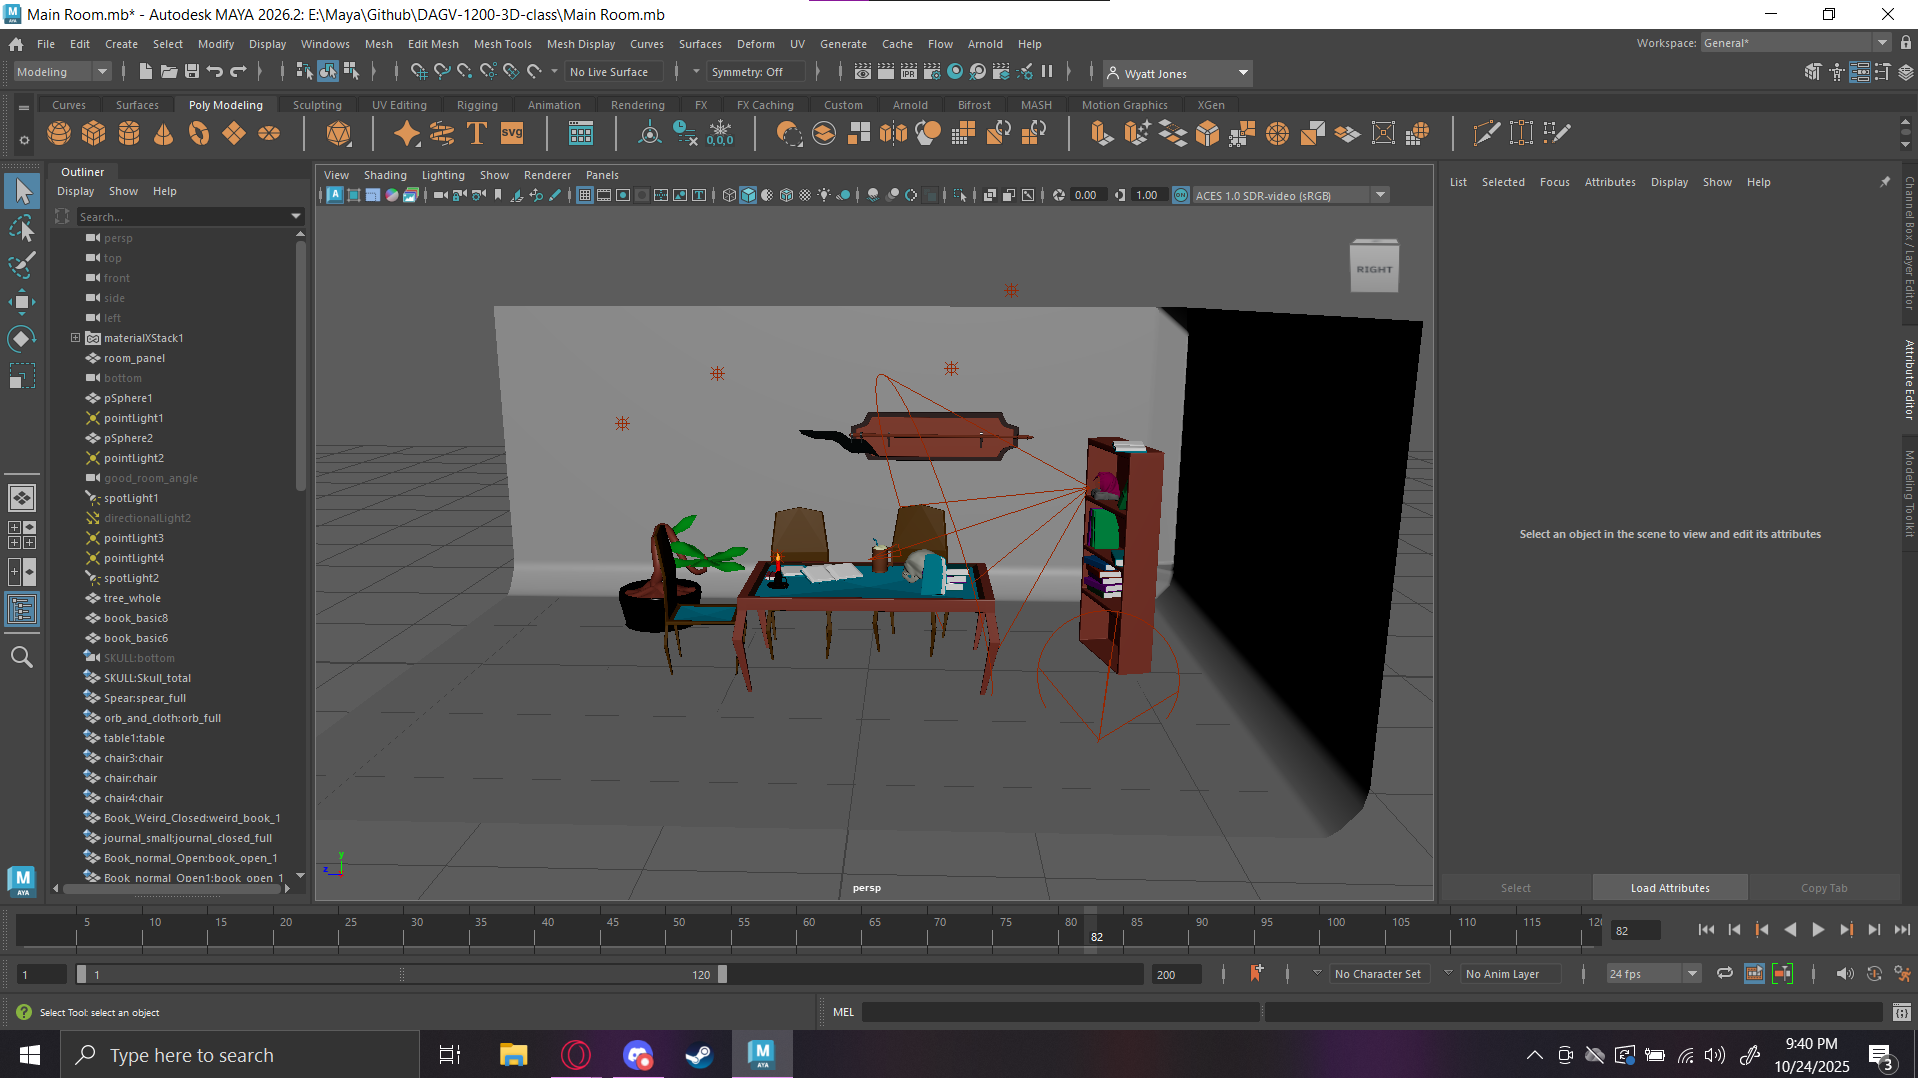 Main Room.mb* - Autodesk MAYA 2026.2: E:\Maya\Github\DAGV-1200-3D-class\Main Room.mb
File Edit Create Select Modify Display Windows Mesh Edit Mesh Mesh Tools Mesh Display Curves Surfaces Deform UV Generate Cache Flow Arnold Help
Workspace: General*
Modeling
No Live Surface
Symmetry: Off
Wyatt Jones
Curves Surfaces Poly Modeling Sculpting UV Editing Rigging Animation Rendering FX FX Caching Custom Arnold Bifrost MASH Motion Graphics XGen
T
SVG
0,0,0
Outliner
Display Show Help
Search...
persp
top
front
side
left
materialXStack1
room_panel
bottom
pSphere1
pointLight1
pSphere2
pointLight2
good_room_angle
spotLight1
directionalLight2
pointLight3
pointLight4
spotLight2
tree_whole
book_basic8
book_basic6
SKULL:bottom
SKULL:Skull_total
Spear:spear_full
orb_and_cloth:orb_full
table1:table
chair3:chair
chair:chair
chair4:chair
Book_Weird_Closed:weird_book_1
journal_small:journal_closed_full
Book_normal_Open:book_open_1
Book_normal_Open1:book_open_1
View Shading Lighting Show Renderer Panels
0.00
1.00
ACES 1.0 SDR-video (sRGB)
RIGHT
y
z
persp
List Selected Focus Attributes Display Show Help
Select an object in the scene to view and edit its attributes
Select
Load Attributes
Copy Tab
Channel Box / Layer Editor
Attribute Editor
Modeling Toolkit
5 10 15 20 25 30 35 40 45 50 55 60 65 70 75 80 85 90 95 100 105 110 115 120
82
82
1
1
120
200
No Character Set
No Anim Layer
24 fps
Select Tool: select an object
MEL
M
AYA
Type here to search
9:40 PM
10/24/2025
3